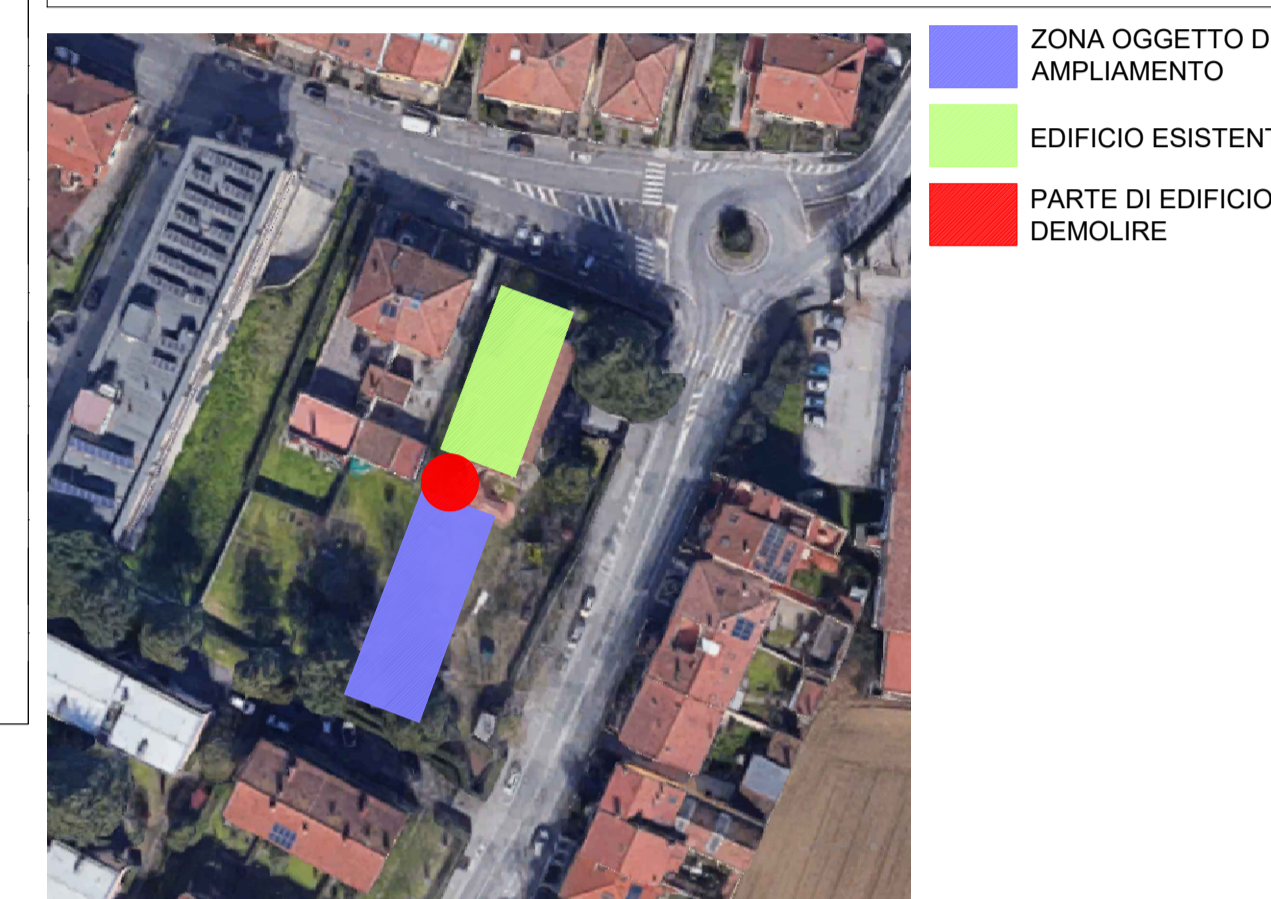 ZONA OGGETTO D
AMPLIAMENTO
EDIFICIO ESISTENT
PARTE DI EDIFICIO
DEMOLIRE